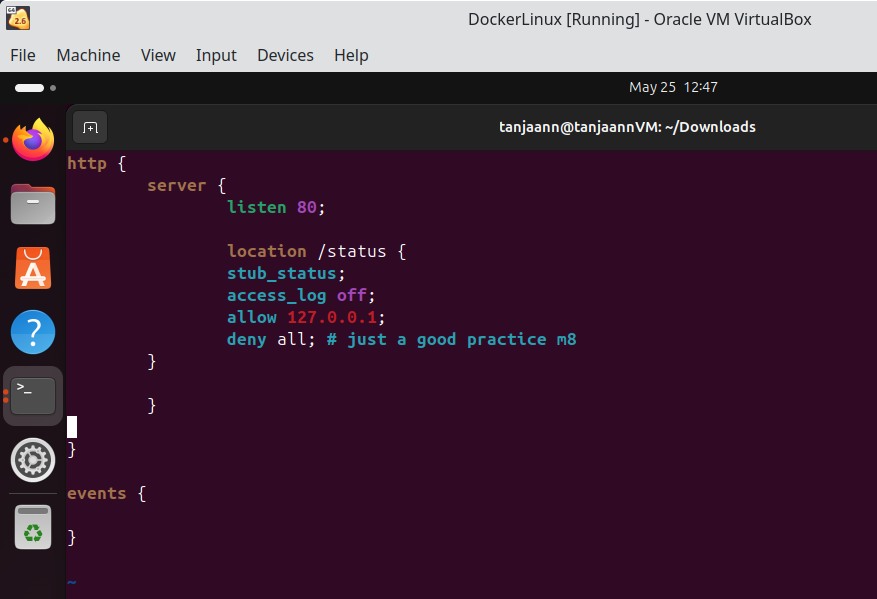 DockerLinux [Running] - Oracle VM VirtualBox
File Machine View Input Devices Help
May 25 12:47
tanjaann@tanjaannVM: ~/Downloads
http {
server {
listen 80;
location /status {
stub_status;
access_log off;
allow 127.0.0.1;
deny all; # just a good practice m8
}
}
}
events {
}
~